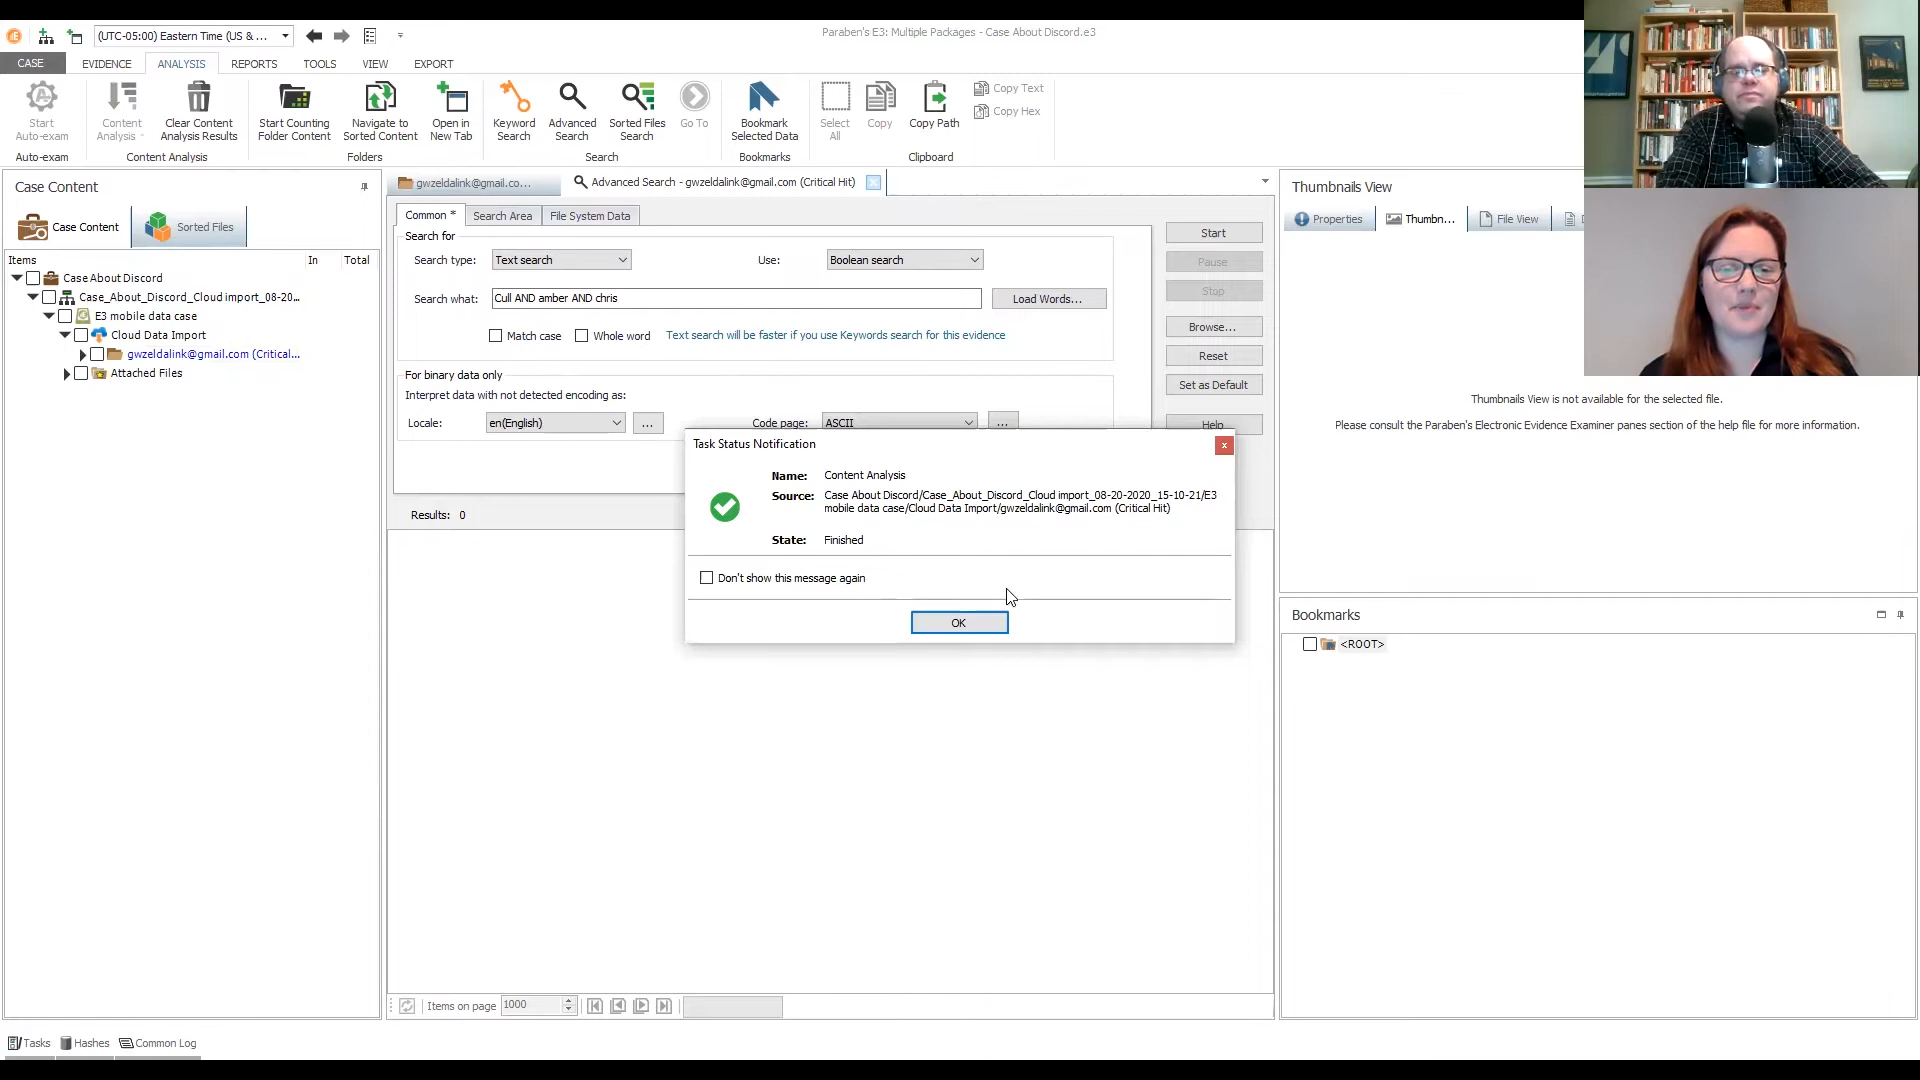 (UTC-05:00) Eastern Time (US & ...
Paraben's E3: Multiple Packages - Case About Discord.e3
CASE EVIDENCE ANALYSIS REPORTS TOOLS VIEW EXPORT
Start Auto-exam
Content Analysis
Clear Content Analysis Results
Start Counting Folder Content
Navigate to Sorted Content
Open in New Tab
Keyword Search
Advanced Search
Sorted Files Search
Go To
Bookmark Selected Data
Select All
Copy
Copy Path
Copy Text
Copy Hex
Auto-exam Content Analysis Folders Search Bookmarks Clipboard
Case Content
Case Content Sorted Files
Items In Total
Case About Discord
Case_About_Discord_Cloud import_08-20...
E3 mobile data case
Cloud Data Import
gwzeldalink@gmail.com (Critical...
Attached Files
gwzeldalink@gmail.co... Advanced Search - gwzeldalink@gmail.com (Critical Hit)
Common * Search Area File System Data
Search for
Search type: Text search Use: Boolean search
Search what: Cull AND amber AND chris Load Words...
Match case Whole word Text search will be faster if you use Keywords search for this evidence
For binary data only
Interpret data with not detected encoding as:
Locale: en(English) ... Code page: ASCII ...
Start
Pause
Stop
Browse...
Reset
Set as Default
Help
Results: 0
Task Status Notification
Name: Content Analysis
Source: Case About Discord/Case_About_Discord_Cloud import_08-20-2020_15-10-21/E3
mobile data case/Cloud Data Import/gwzeldalink@gmail.com (Critical Hit)
State: Finished
Don't show this message again
OK
Items on page 1000
Thumbnails View
Properties Thumbn... File View
Thumbnails View is not available for the selected file.
Please consult the Paraben's Electronic Evidence Examiner panes section of the help file for more information.
Bookmarks
<ROOT>
Tasks Hashes Common Log